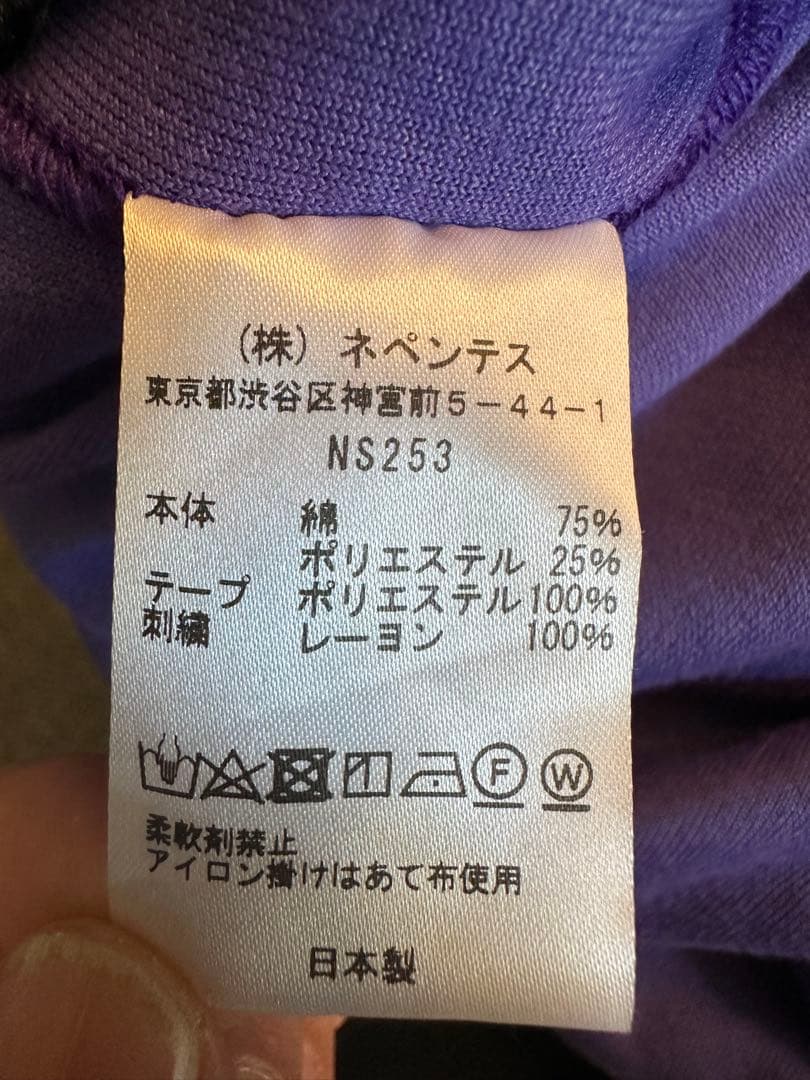 (株) ネペンテス
東京都渋谷区神宮前5-44-1
NS253
本体 綿 75%
ポリエステル 25%
テープ ポリエステル 100%
刺繍 レーヨン 100%
F W
柔軟剤禁止
アイロン掛けはあて布使用
日本製